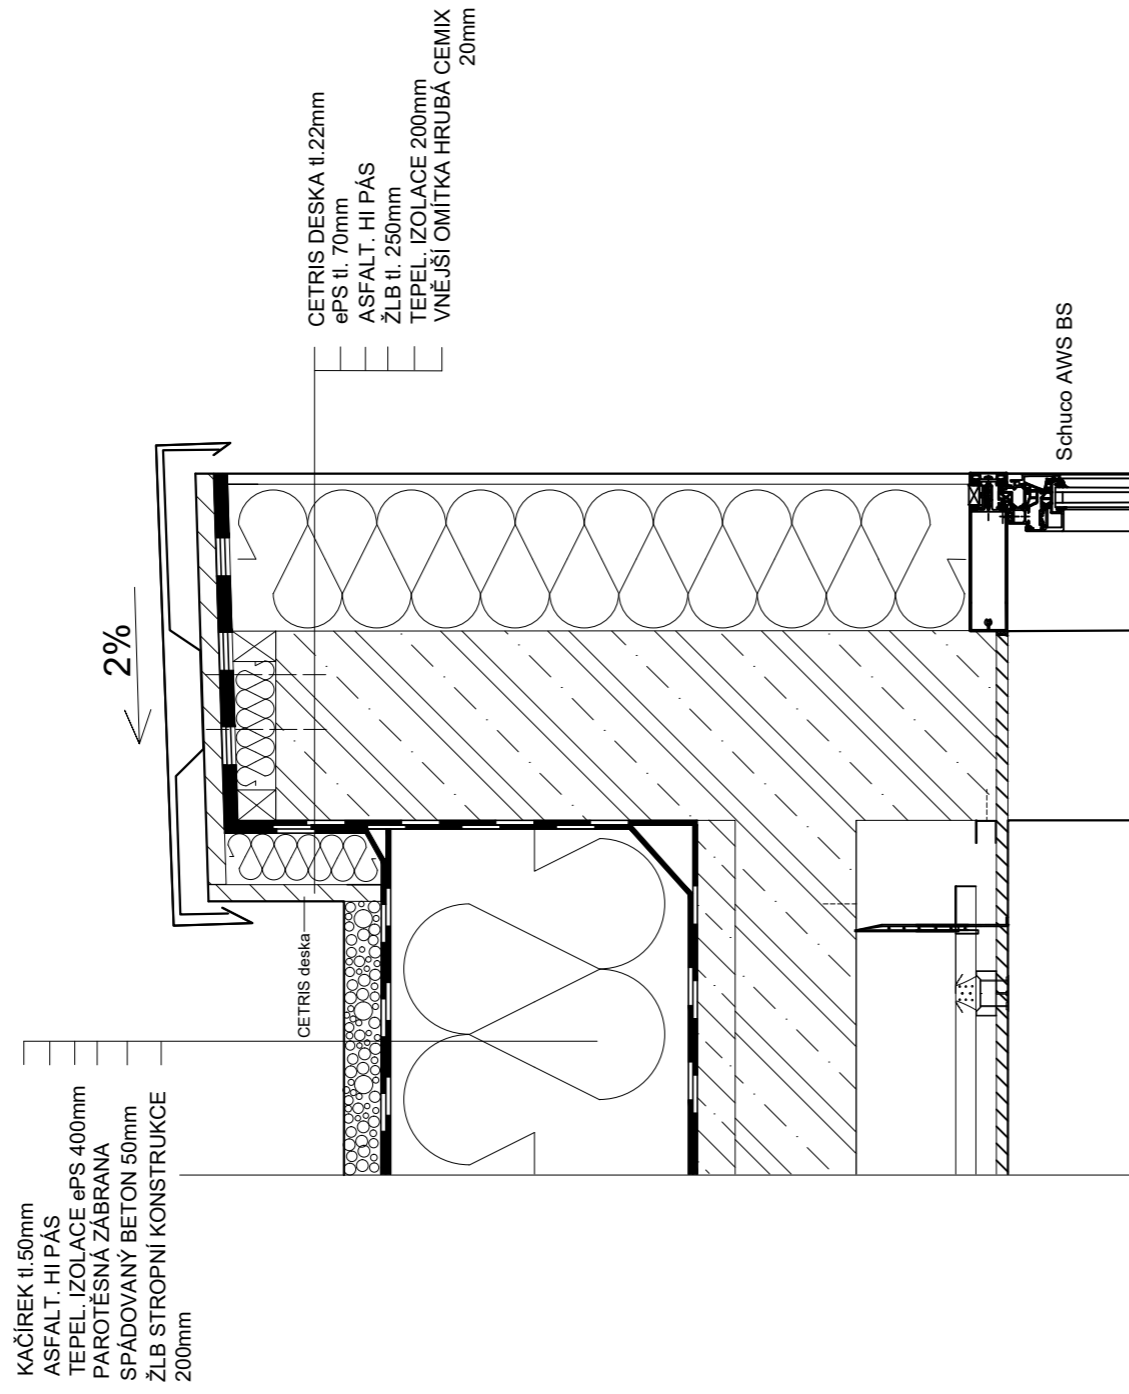 KAČÍREK tl.50mm
ASFALT. HI PÁS
TEPEL. IZOLACE ePS 400mm
PAROTĚSNÁ ZÁBRANA
SPÁDOVANÝ BETON 50mm
ŽLB STROPNÍ KONSTRUKCE
200mm
2%
CETRIS deska
CETRIS DESKA tl.22mm
ePS tl. 70mm
ASFALT. HI PÁS
ŽLB tl. 250mm
TEPEL. IZOLACE 200mm
VNĚJŠÍ OMÍTKA HRUBÁ CEMIX
20mm
Schuco AWS BS